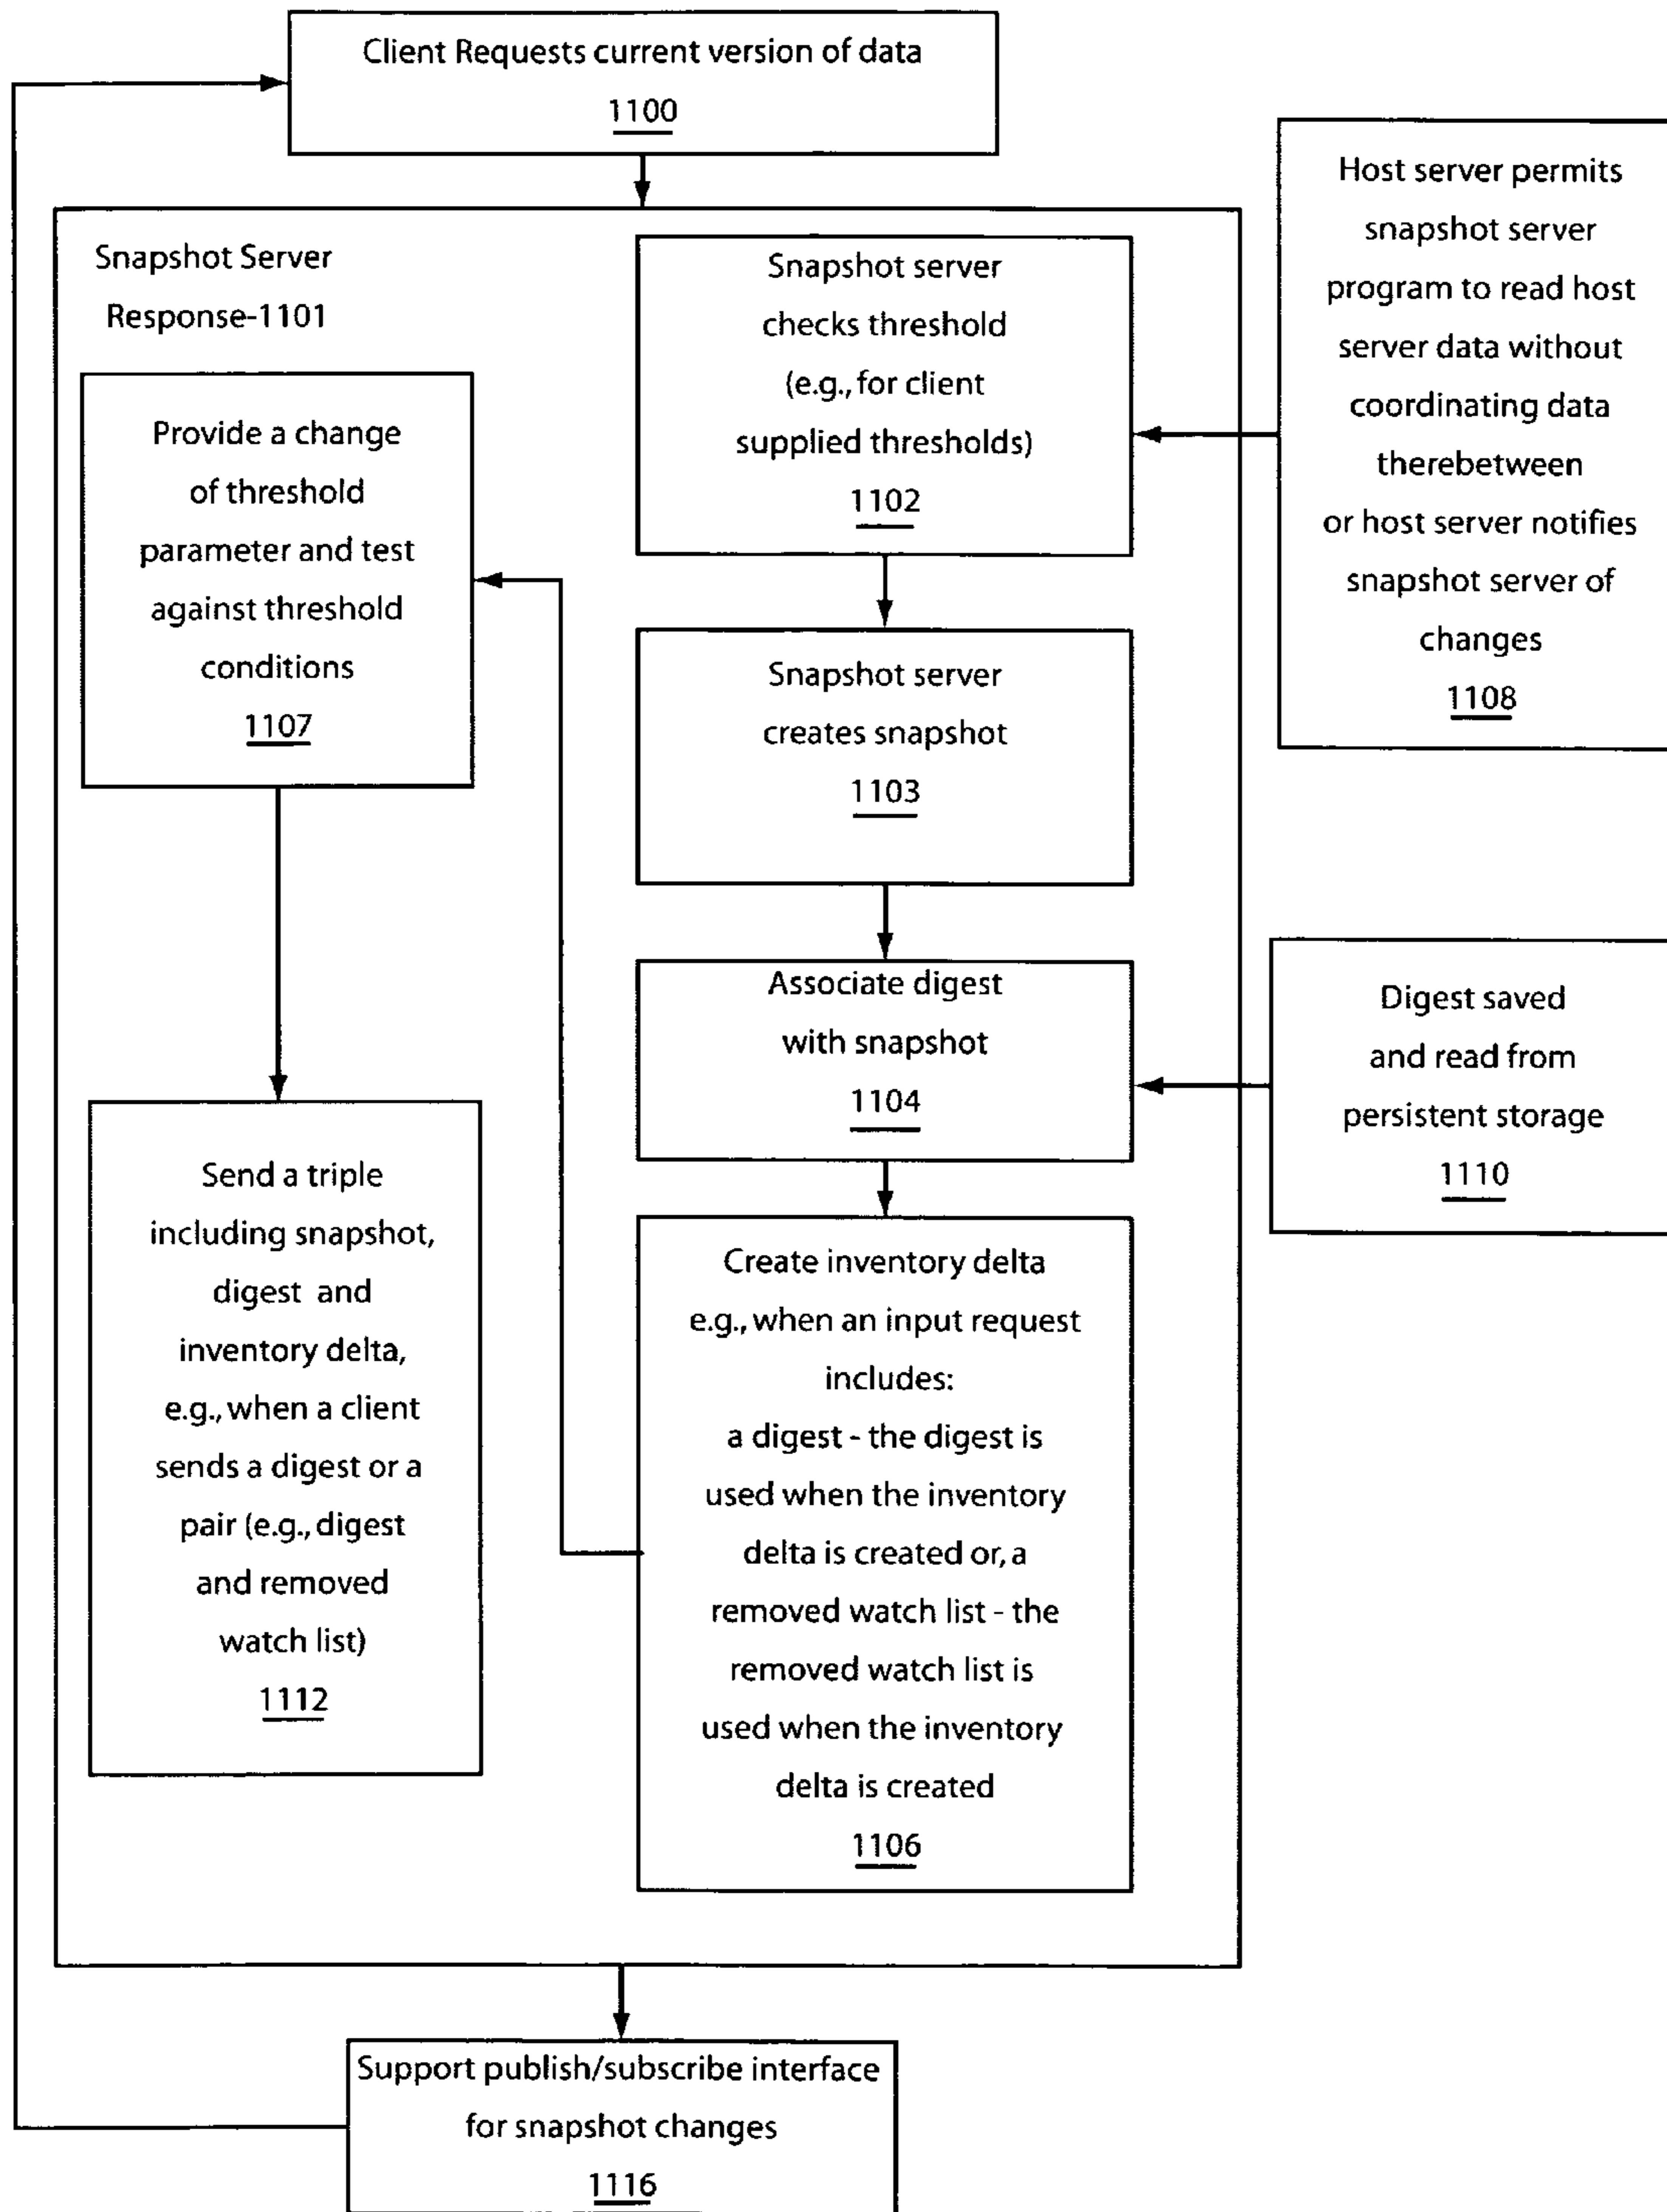 Client Requests current version of data
1100
Snapshot Server
Response-1101
Snapshot server
checks threshold
(e.g., for client
supplied thresholds)
1102
Host server permits
snapshot server
program to read host
server data without
coordinating data
therebetween
or host server notifies
snapshot server of
changes
1108
Provide a change
of threshold
parameter and test
against threshold
conditions
1107
Snapshot server
creates snapshot
1103
Associate digest
with snapshot
1104
Digest saved
and read from
persistent storage
1110
Send a triple
including snapshot,
digest and
inventory delta,
e.g., when a client
sends a digest or a
pair (e.g., digest
and removed
watch list)
1112
Create inventory delta
e.g., when an input request
includes:
a digest - the digest is
used when the inventory
delta is created or, a
removed watch list - the
removed watch list is
used when the inventory
delta is created
1106
Support publish/subscribe interface
for snapshot changes
1116